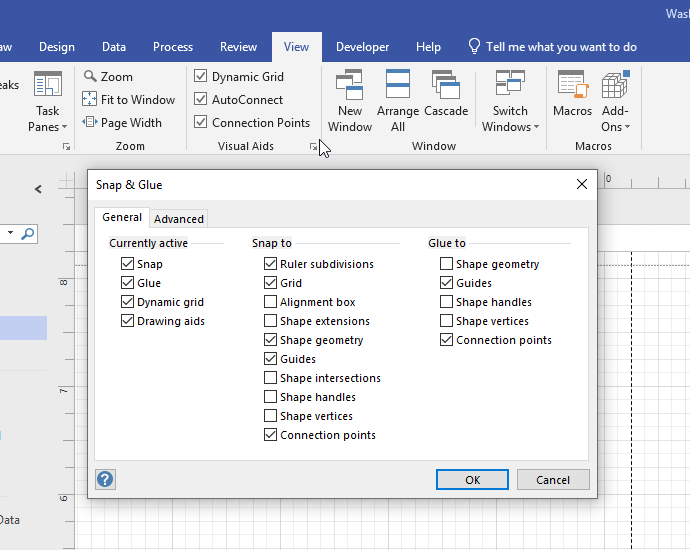 Wash
aw Design Data Process Review View Developer Help Tell me what you want to do
eaks
Task Panes
Zoom
Fit to Window
Page Width
Zoom
Dynamic Grid
AutoConnect
Connection Points
Visual Aids
New Window
Arrange All
Cascade
Switch Windows
Window
Macros
Add-Ons
Macros
Snap & Glue
General Advanced
Currently active
Snap
Glue
Dynamic grid
Drawing aids
Snap to
Ruler subdivisions
Grid
Alignment box
Shape extensions
Shape geometry
Guides
Shape intersections
Shape handles
Shape vertices
Connection points
Glue to
Shape geometry
Guides
Shape handles
Shape vertices
Connection points
? OK Cancel
0
8
7
6
Data